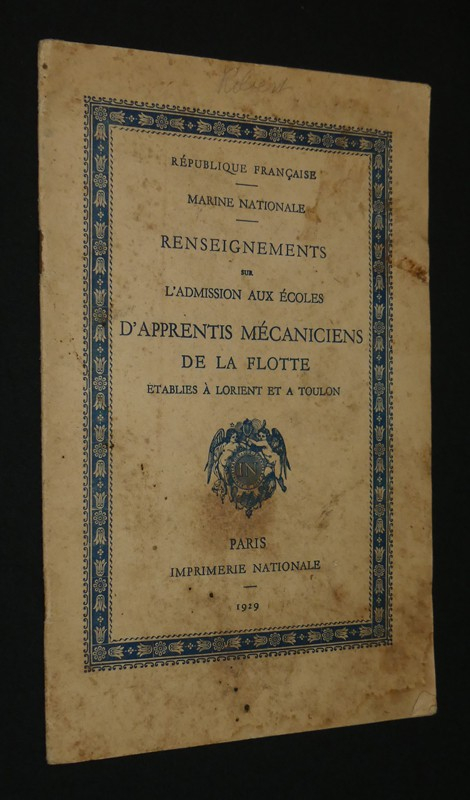 RÉPUBLIQUE FRANÇAISE
MARINE NATIONALE
RENSEIGNEMENTS
SUR
L'ADMISSION AUX ÉCOLES
D'APPRENTIS MÉCANICIENS
DE LA FLOTTE
ETABLIES À LORIENT ET A TOULON
IN
PARIS
IMPRIMERIE NATIONALE
1929